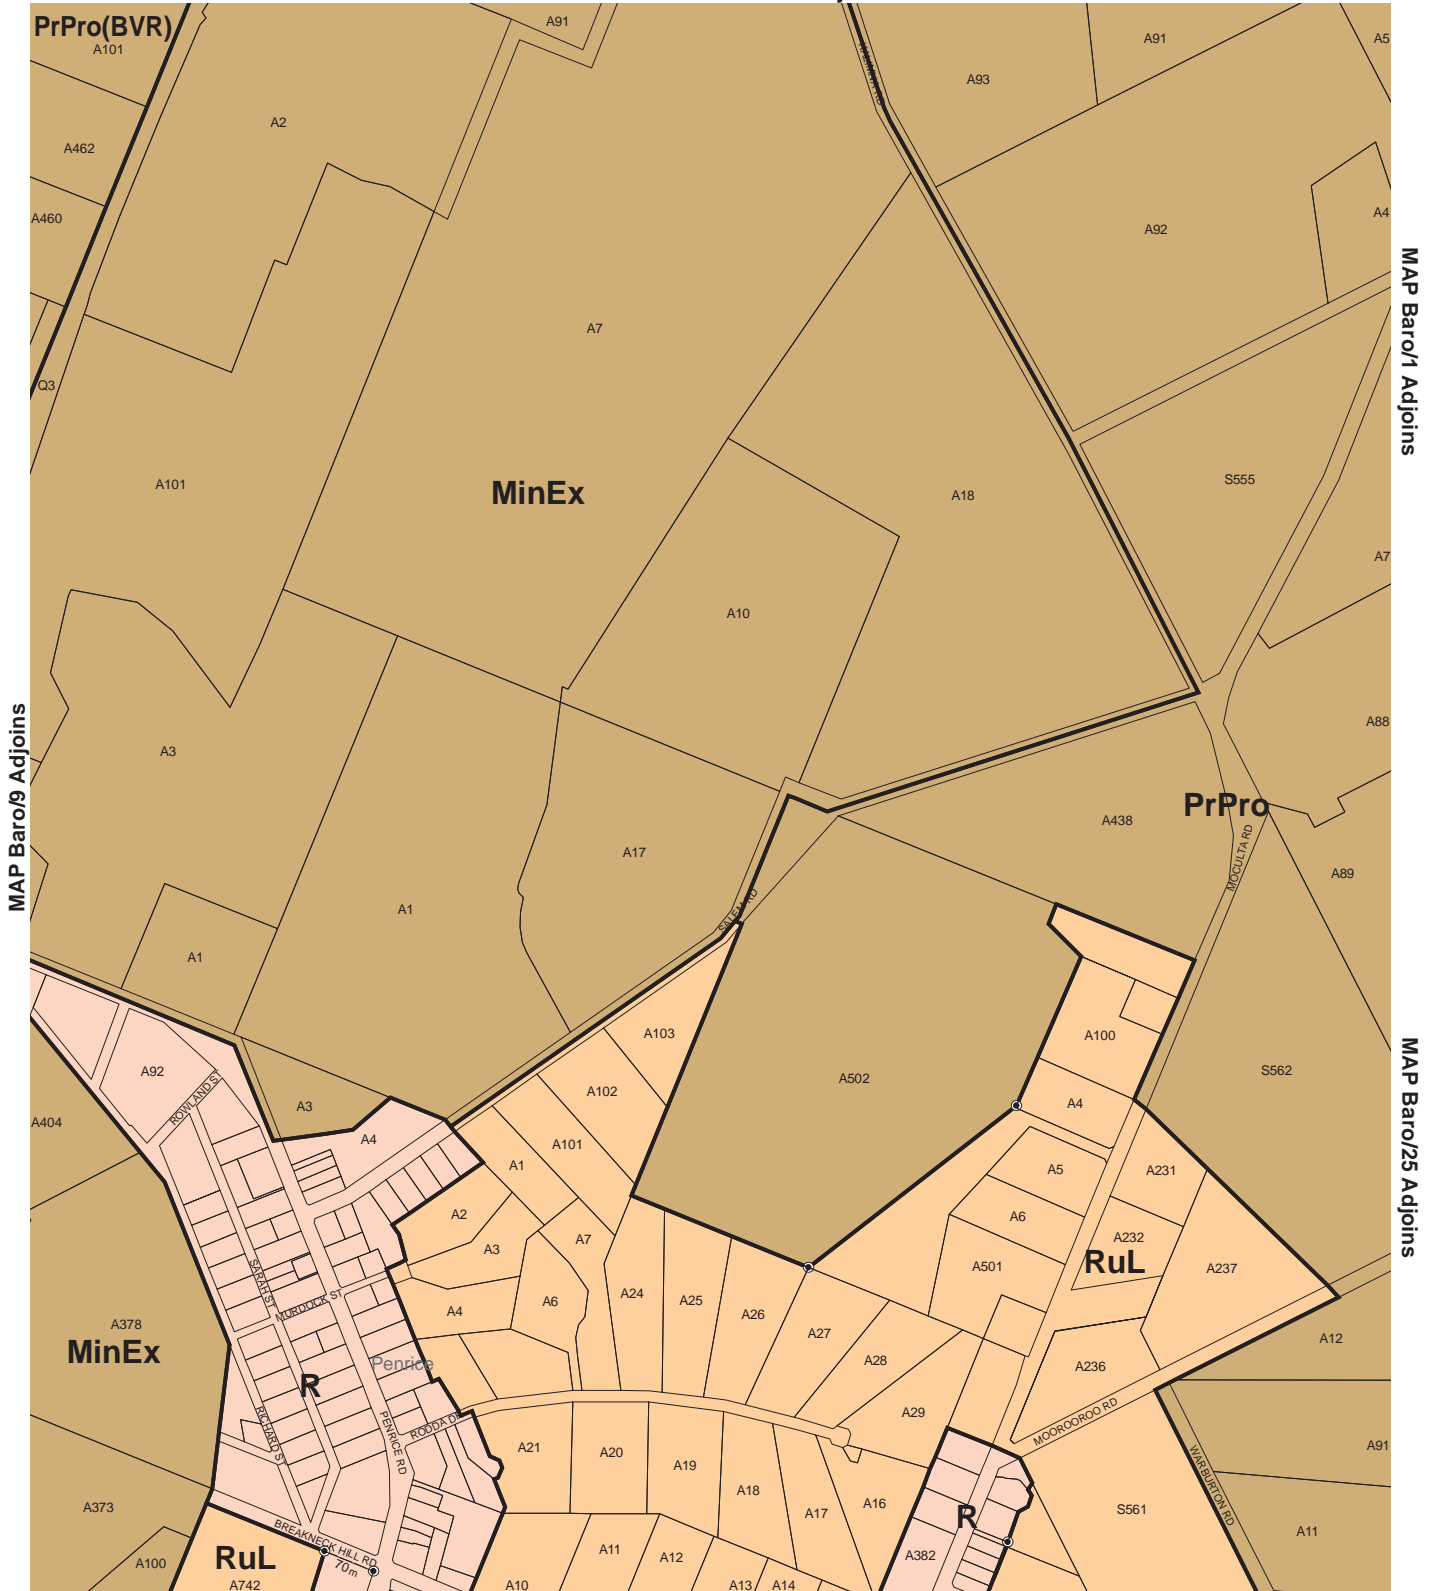 PrPro(BVR)
A101
A91
A93
A91
A5
KALIMNA RD
A2
A462
A460
A92
A4
MAP Baro/1 Adjoins
A7
Q3
A101
MinEx
A18
S555
A7
A10
A3
A88
MAP Baro/9 Adjoins
PrPro
A438
A17
MOCULTA RD
A89
A1
SALEM RD
A1
A103
A100
A92
A502
S562
MAP Baro/25 Adjoins
ROWLAND ST
A102
A3
A4
A404
A4
A101
A1
A5
A231
A2
A6
A3
A7
A232
RuL
A501
A237
SARAH ST
MURDOCK ST
A4
A6
A24
A25
A26
A378
A27
A12
MinEx
Penrice
A28
A236
R
A29
RICHARD ST
PENRICE RD
RODDA DR
MOOROOROO RD
A21
A20
A19
A91
A18
WARBURTON RD
A373
A17
A16
S561
R
A11
BREAKNECK HILL RD
70m
A100
RuL
A742
A11
A12
A382
A10
A13
A14